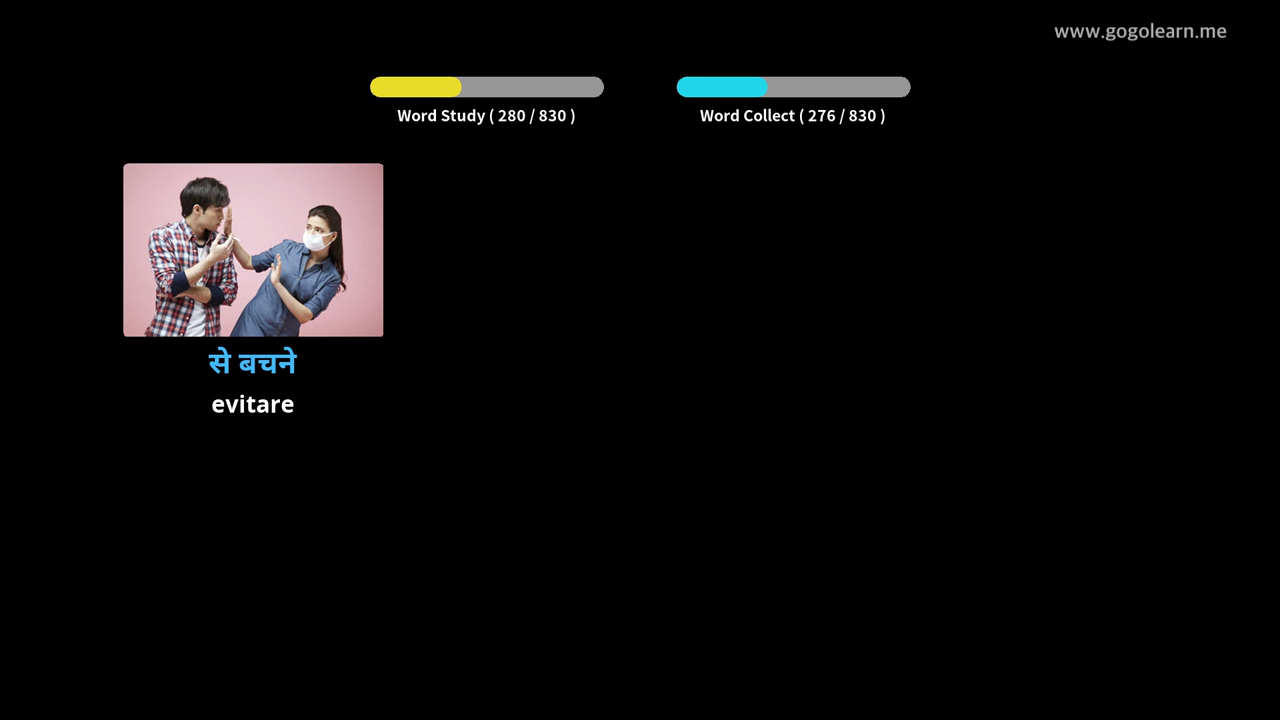 www.gogolearn.me
Word Study ( 280 / 830 )
Word Collect ( 276 / 830 )
से बचने
evitare